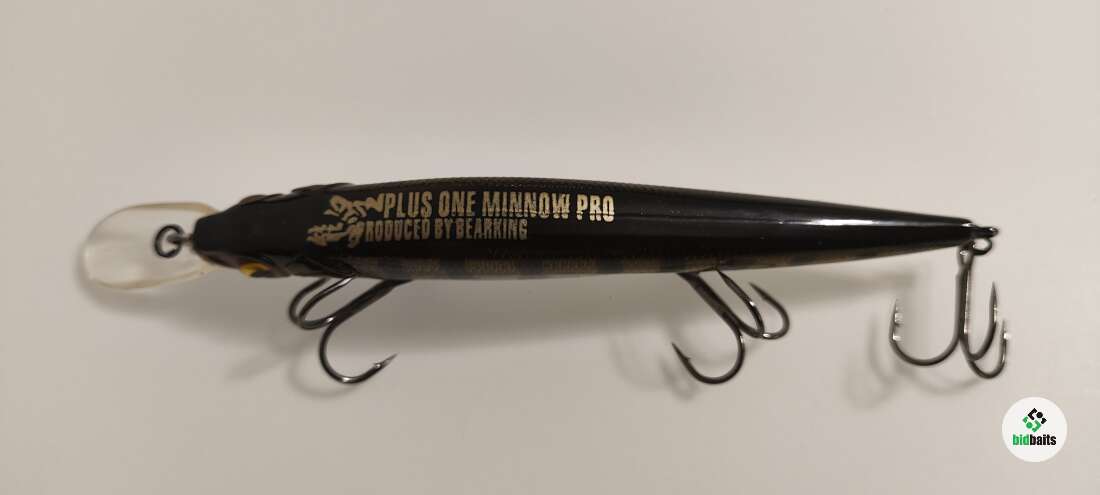 PLUS ONE MINNOW PRO
PRODUCED BY BEARKING
bidbaits